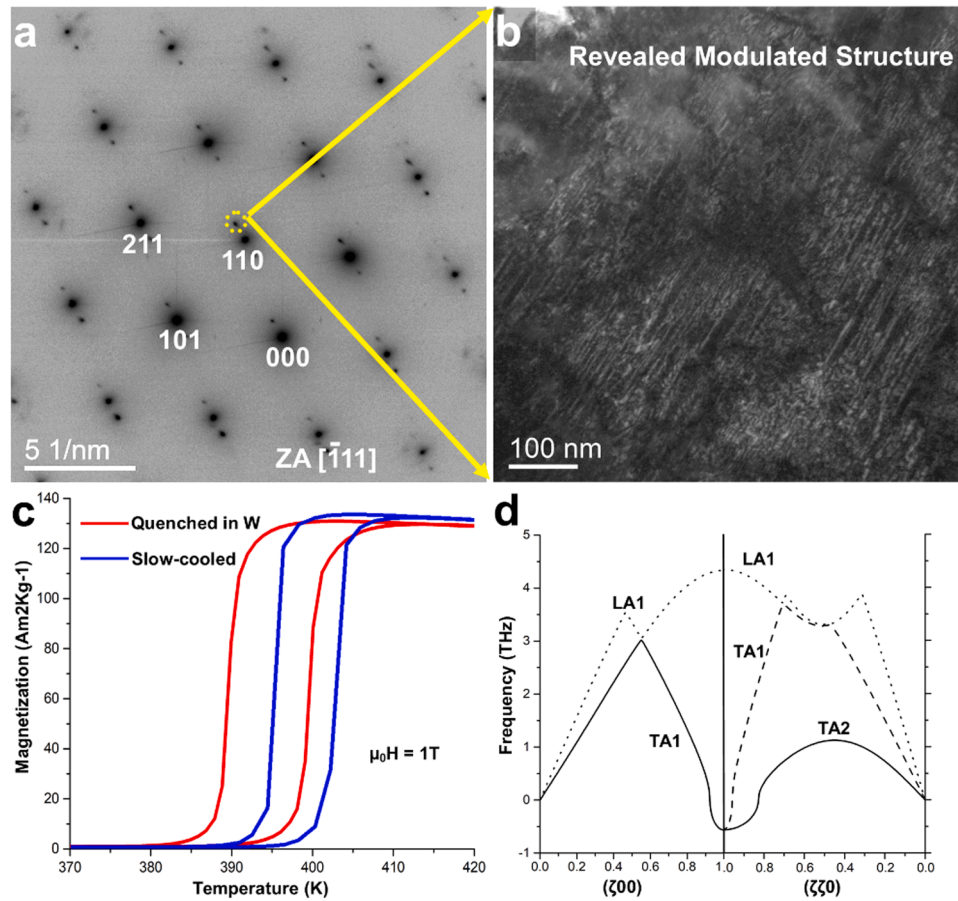 a
211
110
101
000
5 1/nm
ZA [1̄11]
b
Revealed Modulated Structure
100 nm
c
140
120
100
80
60
40
20
0
Magnetization (Am2Kg-1)
Quenched in W
Slow-cooled
μ₀H = 1T
370
380
390
400
410
420
Temperature (K)
d
5
4
3
2
1
0
-1
Frequency (THz)
LA1
LA1
TA1
TA1
TA2
0.0
0.2
0.4
0.6
0.8
1.0
0.8
0.6
0.4
0.2
0.0
(ζ00)
(ζζ0)